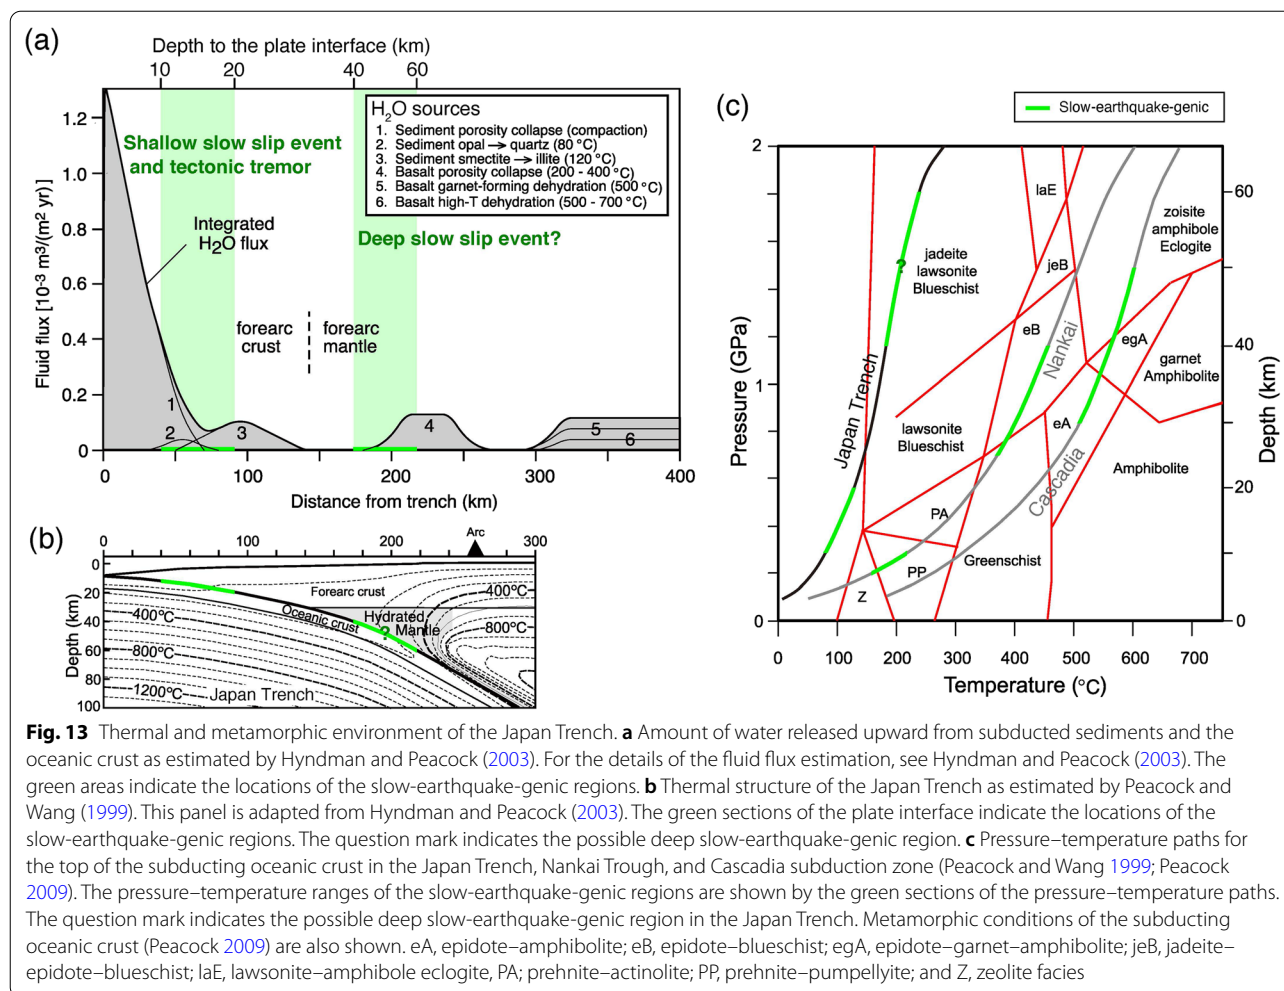 (a)
Depth to the plate interface (km)
10 20 40 60
Fluid flux [10-3 m3/(m2 yr)]
1.2
1.0
0.8
0.6
0.4
0.2
0
Shallow slow slip event
and tectonic tremor
Integrated
H2O flux
H2O sources
1. Sediment porosity collapse (compaction)
2. Sediment opal → quartz (80 °C)
3. Sediment smectite → illite (120 °C)
4. Basalt porosity collapse (200 - 400 °C)
5. Basalt garnet-forming dehydration (500 °C)
6. Basalt high-T dehydration (500 - 700 °C)
Deep slow slip event?
forearc
crust
forearc
mantle
1
2
3
4
5
6
0 100 200 300 400
Distance from trench (km)
(b)
Arc
0 100 200 300
Depth (km)
0
20
40
60
80
100
Forearc crust
Oceanic crust
Hydrated
Mantle
?
400°C
800°C
1200°C
400°C
800°C
Japan Trench
(c)
Slow-earthquake-genic
Pressure (GPa)
2
1
0
Depth (km)
60
40
20
0
laE
zoisite
amphibole
Eclogite
jadeite
lawsonite
Blueschist
?
jeB
eB
Nankai
egA
garnet
Amphibolite
Japan Trench
lawsonite
Blueschist
eA
Cascadia
Amphibolite
PA
Greenschist
PP
Z
0 100 200 300 400 500 600 700
Temperature (°C)
Fig. 13 Thermal and metamorphic environment of the Japan Trench. a Amount of water released upward from subducted sediments and the
oceanic crust as estimated by Hyndman and Peacock (2003). For the details of the fluid flux estimation, see Hyndman and Peacock (2003). The
green areas indicate the locations of the slow-earthquake-genic regions. b Thermal structure of the Japan Trench as estimated by Peacock and
Wang (1999). This panel is adapted from Hyndman and Peacock (2003). The green sections of the plate interface indicate the locations of the
slow-earthquake-genic regions. The question mark indicates the possible deep slow-earthquake-genic region. c Pressure–temperature paths for
the top of the subducting oceanic crust in the Japan Trench, Nankai Trough, and Cascadia subduction zone (Peacock and Wang 1999; Peacock
2009). The pressure–temperature ranges of the slow-earthquake-genic regions are shown by the green sections of the pressure–temperature paths.
The question mark indicates the possible deep slow-earthquake-genic region in the Japan Trench. Metamorphic conditions of the subducting
oceanic crust (Peacock 2009) are also shown. eA, epidote–amphibolite; eB, epidote–blueschist; egA, epidote–garnet–amphibolite; jeB, jadeite–
epidote–blueschist; laE, lawsonite–amphibole eclogite, PA; prehnite–actinolite; PP, prehnite–pumpellyite; and Z, zeolite facies